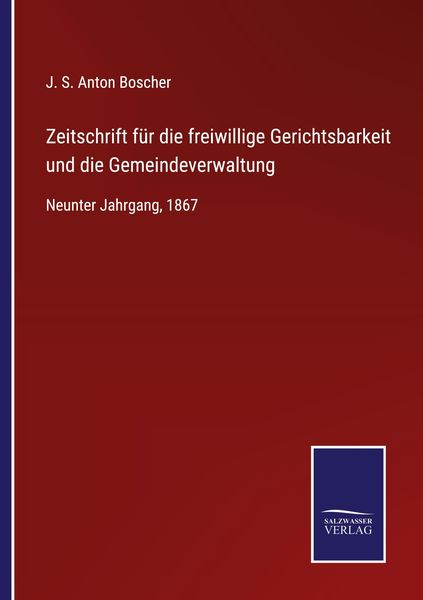 J. S. Anton Boscher
Zeitschrift für die freiwillige Gerichtsbarkeit
und die Gemeindeverwaltung
Neunter Jahrgang, 1867
SALZWASSER
VERLAG